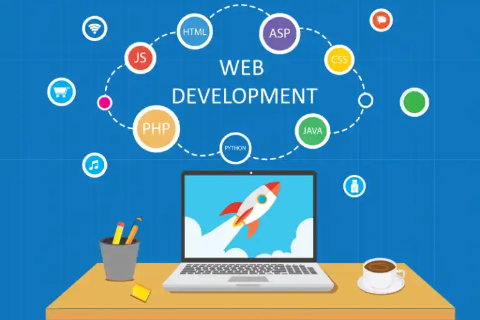 HTML
ASP
JS
CSS
WEB
DEVELOPMENT
PHP
JAVA
PYTHON